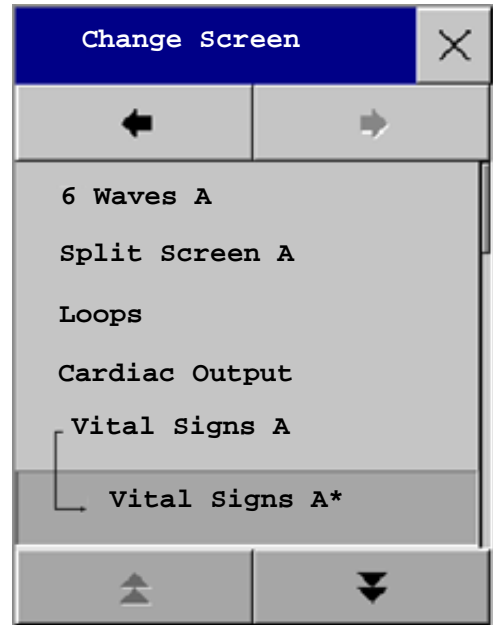 Change Screen
6 Waves A
Split Screen A
Loops
Cardiac Output
Vital Signs A
Vital Signs A*